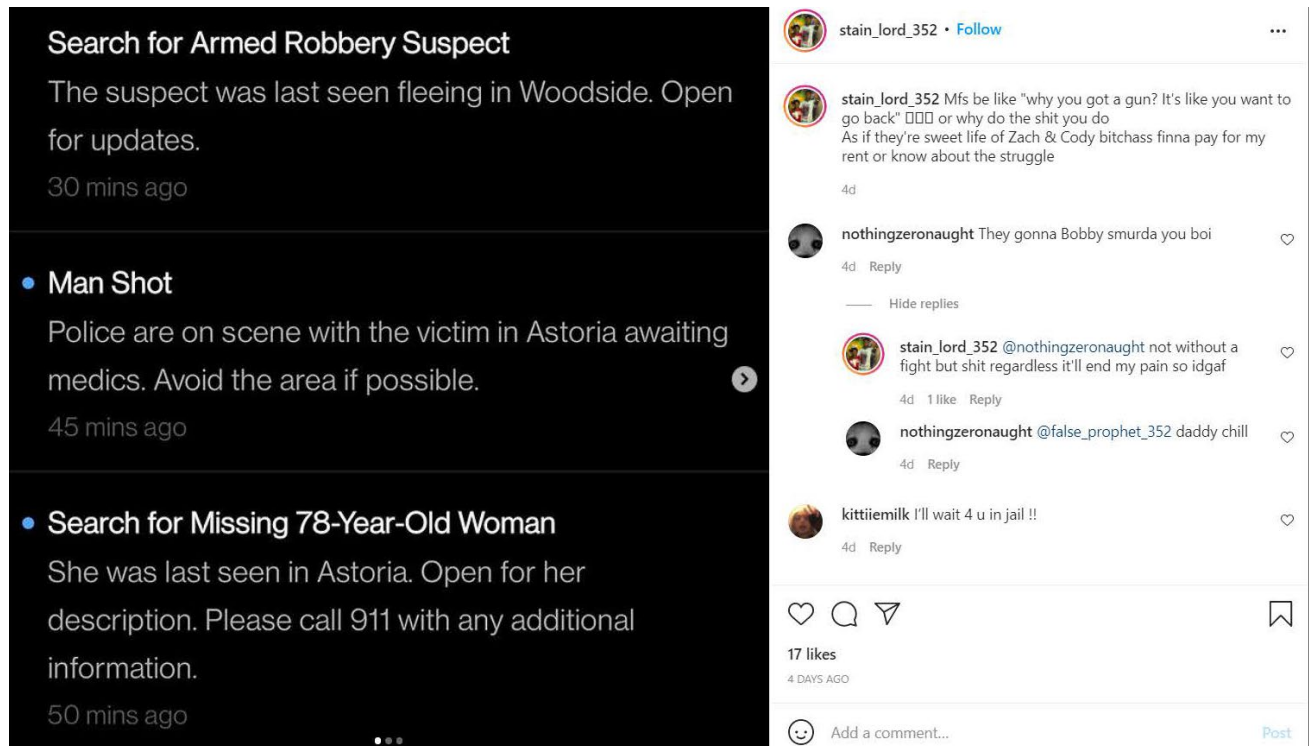 Search for Armed Robbery Suspect
The suspect was last seen fleeing in Woodside. Open
for updates.
30 mins ago
Man Shot
Police are on scene with the victim in Astoria awaiting
medics. Avoid the area if possible.
45 mins ago
Search for Missing 78-Year-Old Woman
She was last seen in Astoria. Open for her
description. Please call 911 with any additional
information.
50 mins ago
stain_lord_352 • Follow
stain_lord_352 Mfs be like "why you got a gun? It's like you want to
go back" ▯▯▯ or why do the shit you do
As if they're sweet life of Zach & Cody bitchass finna pay for my
rent or know about the struggle
4d
nothingzeronaught They gonna Bobby smurda you boi
4d Reply
Hide replies
stain_lord_352 @nothingzeronaught not without a
fight but shit regardless it'll end my pain so idgaf
4d 1 like Reply
nothingzeronaught @false_prophet_352 daddy chill
4d Reply
kittiiemilk I'll wait 4 u in jail !!
4d Reply
17 likes
4 DAYS AGO
Add a comment...
Post